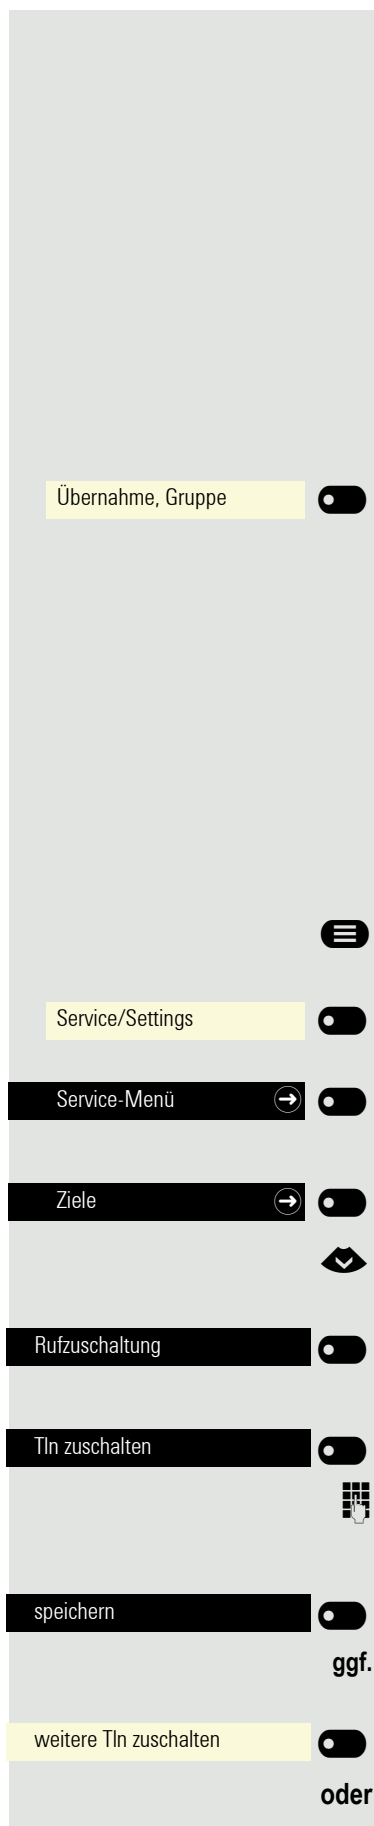 Übernahme, Gruppe
Service/Settings
Service-Menü
Ziele
Rufzuschaltung
Tln zuschalten
speichern
ggf.
weitere Tln zuschalten
oder